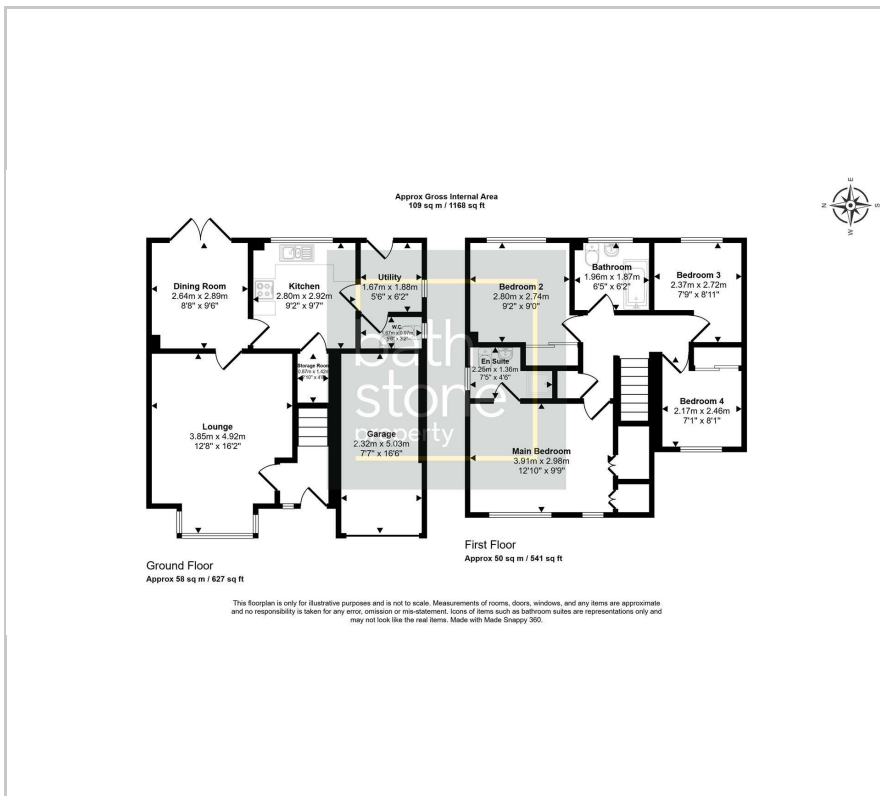 Approx Gross Internal Area
109 sq m / 1168 sq ft
N
E
S
W
Dining Room
2.64m x 2.89m
8'8" x 9'6"
Kitchen
2.80m x 2.92m
9'2" x 9'7"
Utility
1.67m x 1.88m
5'6" x 6'2"
W.C.
Storage Room
Lounge
3.85m x 4.92m
12'8" x 16'2"
Garage
2.32m x 5.03m
7'7" x 16'6"
Bedroom 2
2.80m x 2.74m
9'2" x 9'0"
Bathroom
1.96m x 1.87m
6'5" x 6'2"
Bedroom 3
2.37m x 2.72m
7'9" x 8'11"
En Suite
2.25m x 1.36m
7'5" x 4'6"
Main Bedroom
3.91m x 2.98m
12'10" x 9'9"
Bedroom 4
2.17m x 2.46m
7'1" x 8'1"
bath
stone
property
Ground Floor
Approx 58 sq m / 627 sq ft
First Floor
Approx 50 sq m / 541 sq ft
This floorplan is only for illustrative purposes and is not to scale. Measurements of rooms, doors, windows, and any items are approximate
and no responsibility is taken for any error, omission or mis-statement. Icons of items such as bathroom suites are representations only and
may not look like the real items. Made with Made Snappy 360.